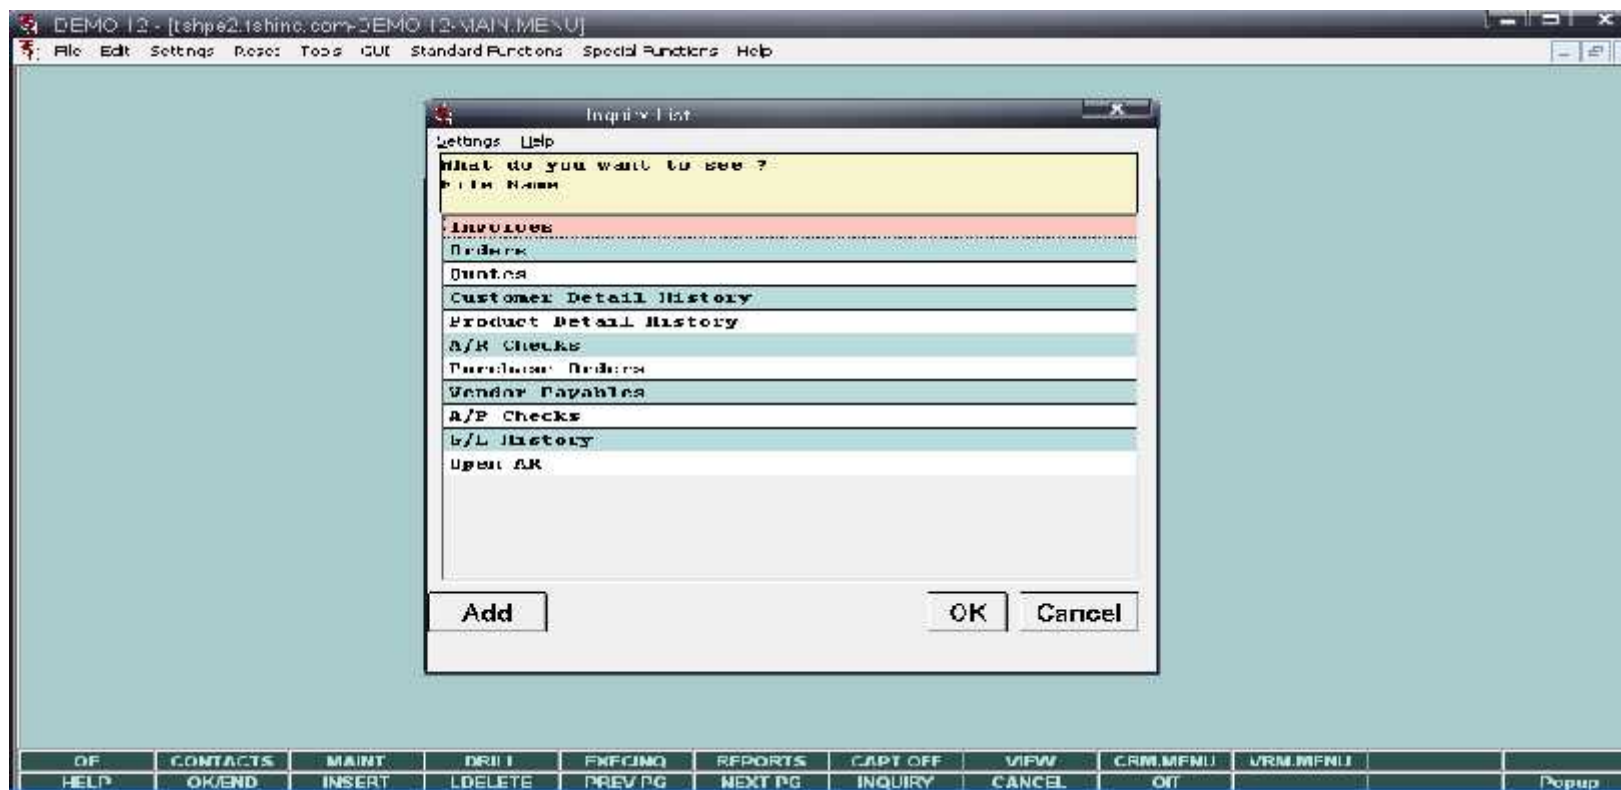 DEMO 12 - [tshpe2.tshinc.com-DEMO 12-MAIN.MENU]
File Edit Settings Reset Tools GUI Standard Functions Special Functions Help
Inquiry List
Settings Help
What do you want to see ?
File Name
Invoices
Orders
Quotes
Customer Detail History
Product Detail History
A/R Checks
Purchase Orders
Vendor Payables
A/P Checks
G/L History
Open AR
Add OK Cancel
OE CONTACTS MAINT DRILL EXECINQ REPORTS CAPT OFF VIEW CRM.MENU VRM.MENU
HELP OK/END INSERT LDELETE PREV PG NEXT PG INQUIRY CANCEL OIT Popup